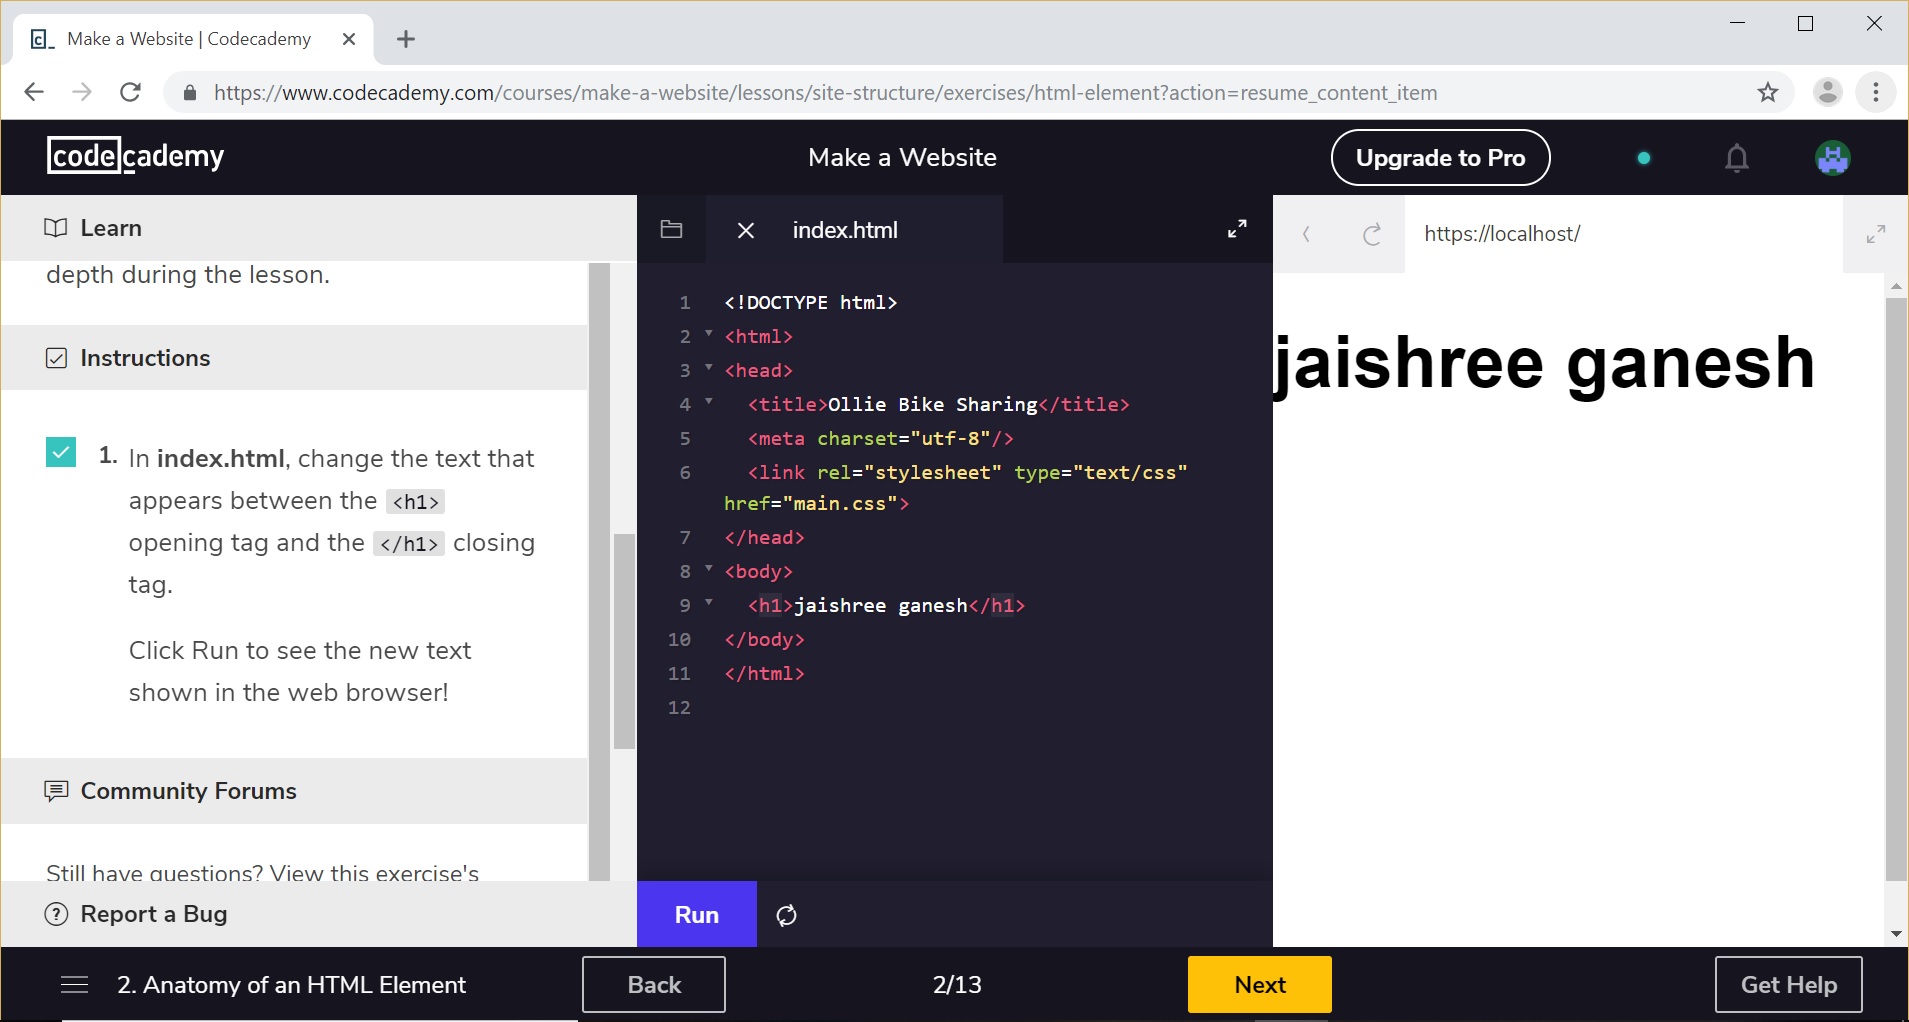 Make a Website | Codecademy
https://www.codecademy.com/courses/make-a-website/lessons/site-structure/exercises/html-element?action=resume_content_item
codecademy
Make a Website
Upgrade to Pro
Learn
depth during the lesson.
Instructions
1. In index.html, change the text that
appears between the <h1>
opening tag and the </h1> closing
tag.
Click Run to see the new text
shown in the web browser!
Community Forums
Still have questions? View this exercise's
Report a Bug
index.html
1 <!DOCTYPE html>
2 <html>
3 <head>
4 <title>Ollie Bike Sharing</title>
5 <meta charset="utf-8"/>
6 <link rel="stylesheet" type="text/css"
href="main.css">
7 </head>
8 <body>
9 <h1>jaishree ganesh</h1>
10 </body>
11 </html>
12
Run
https://localhost/
jaishree ganesh
2. Anatomy of an HTML Element
Back
2/13
Next
Get Help